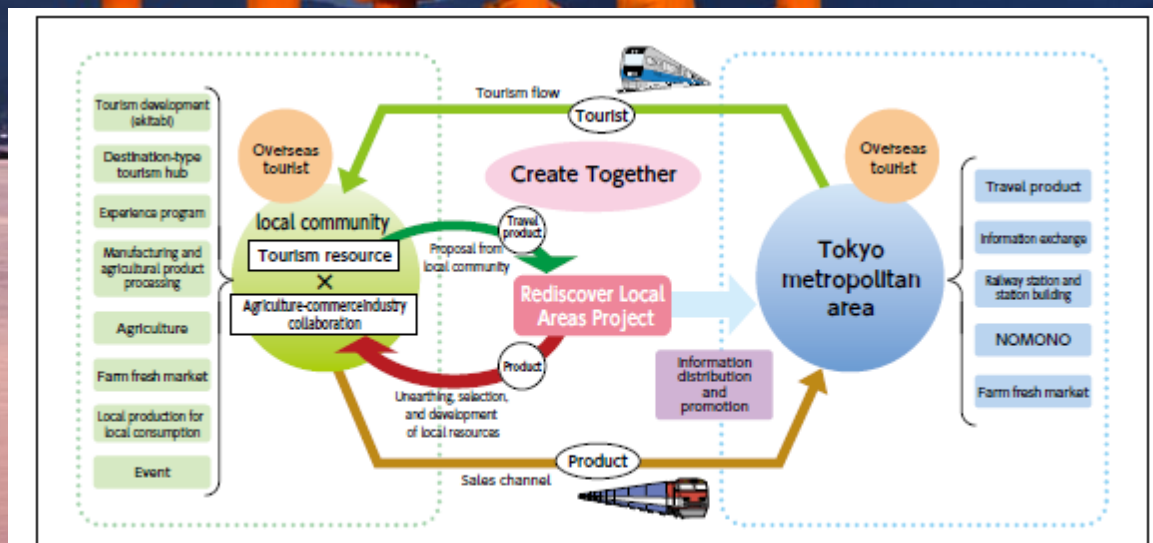 Tourism development
(ekitabi)
Destination-type
tourism hub
Experience program
Manufacturing and
agricultural product
processing
Agriculture
Farm fresh market
Local production for
local consumption
Event
Overseas
tourist
local community
Tourism resource
×
Agriculture-commerceIndustry
collaboration
Tourism flow
Tourist
Create Together
Travel
product
Proposal from
local community
Rediscover Local
Areas Project
Product
Unearthing, selection,
and development
of local resources
Information
distribution
and
promotion
Product
Sales channel
Overseas
tourist
Tokyo
metropolitan
area
Travel product
Information exchange
Railway station and
station building
NOMONO
Farm fresh market